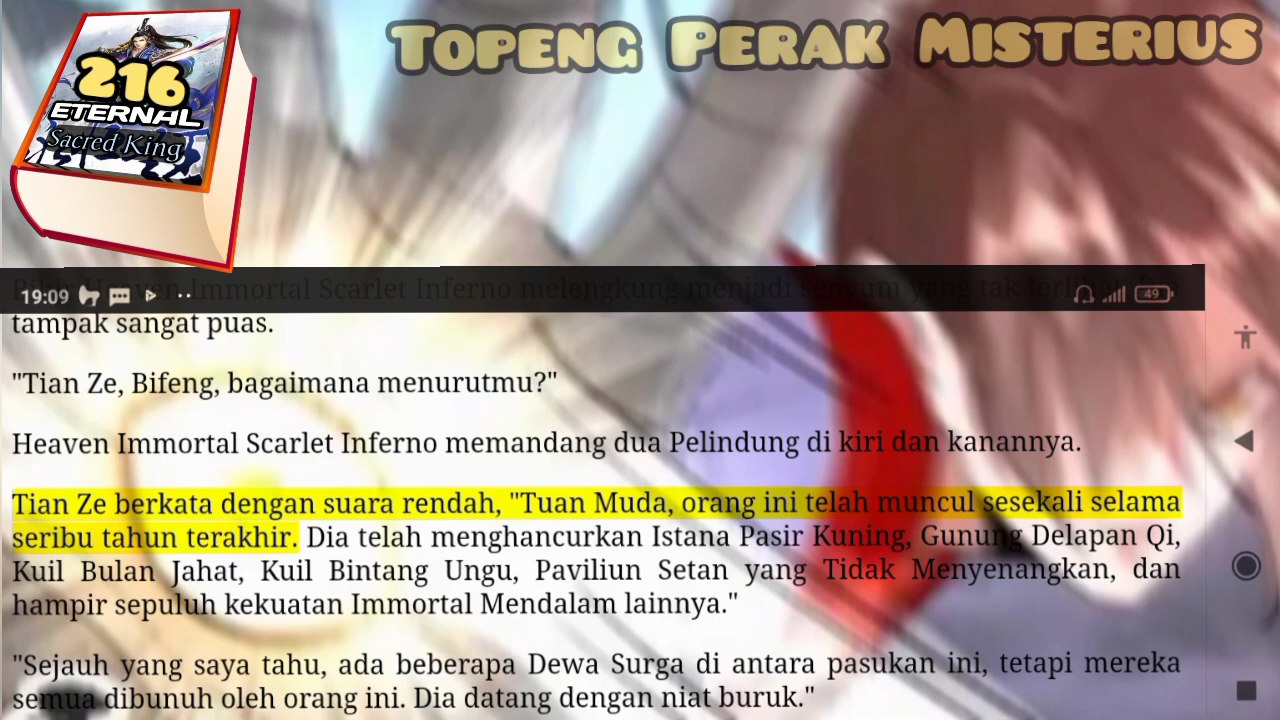 TOPENG PERAK MISTERIUS
216
ETERNAL
Sacred King
Heaven Immortal Scarlet Inferno melengkung menjadi senyum yang tak
19:09
49
tampak sangat puas.
"Tian Ze, Bifeng, bagaimana menurutmu?"
Heaven Immortal Scarlet Inferno memandang dua Pelindung di kiri dan kanannya.
Tian Ze berkata dengan suara rendah, "Tuan Muda, orang ini telah muncul sesekali selama
seribu tahun terakhir. Dia telah menghancurkan Istana Pasir Kuning, Gunung Delapan Qi,
Kuil Bulan Jahat, Kuil Bintang Ungu, Paviliun Setan yang Tidak Menyenangkan, dan
hampir sepuluh kekuatan Immortal Mendalam lainnya."
"Sejauh yang saya tahu, ada beberapa Dewa Surga di antara pasukan ini, tetapi mereka
semua dibunuh oleh orang ini. Dia datang dengan niat buruk."